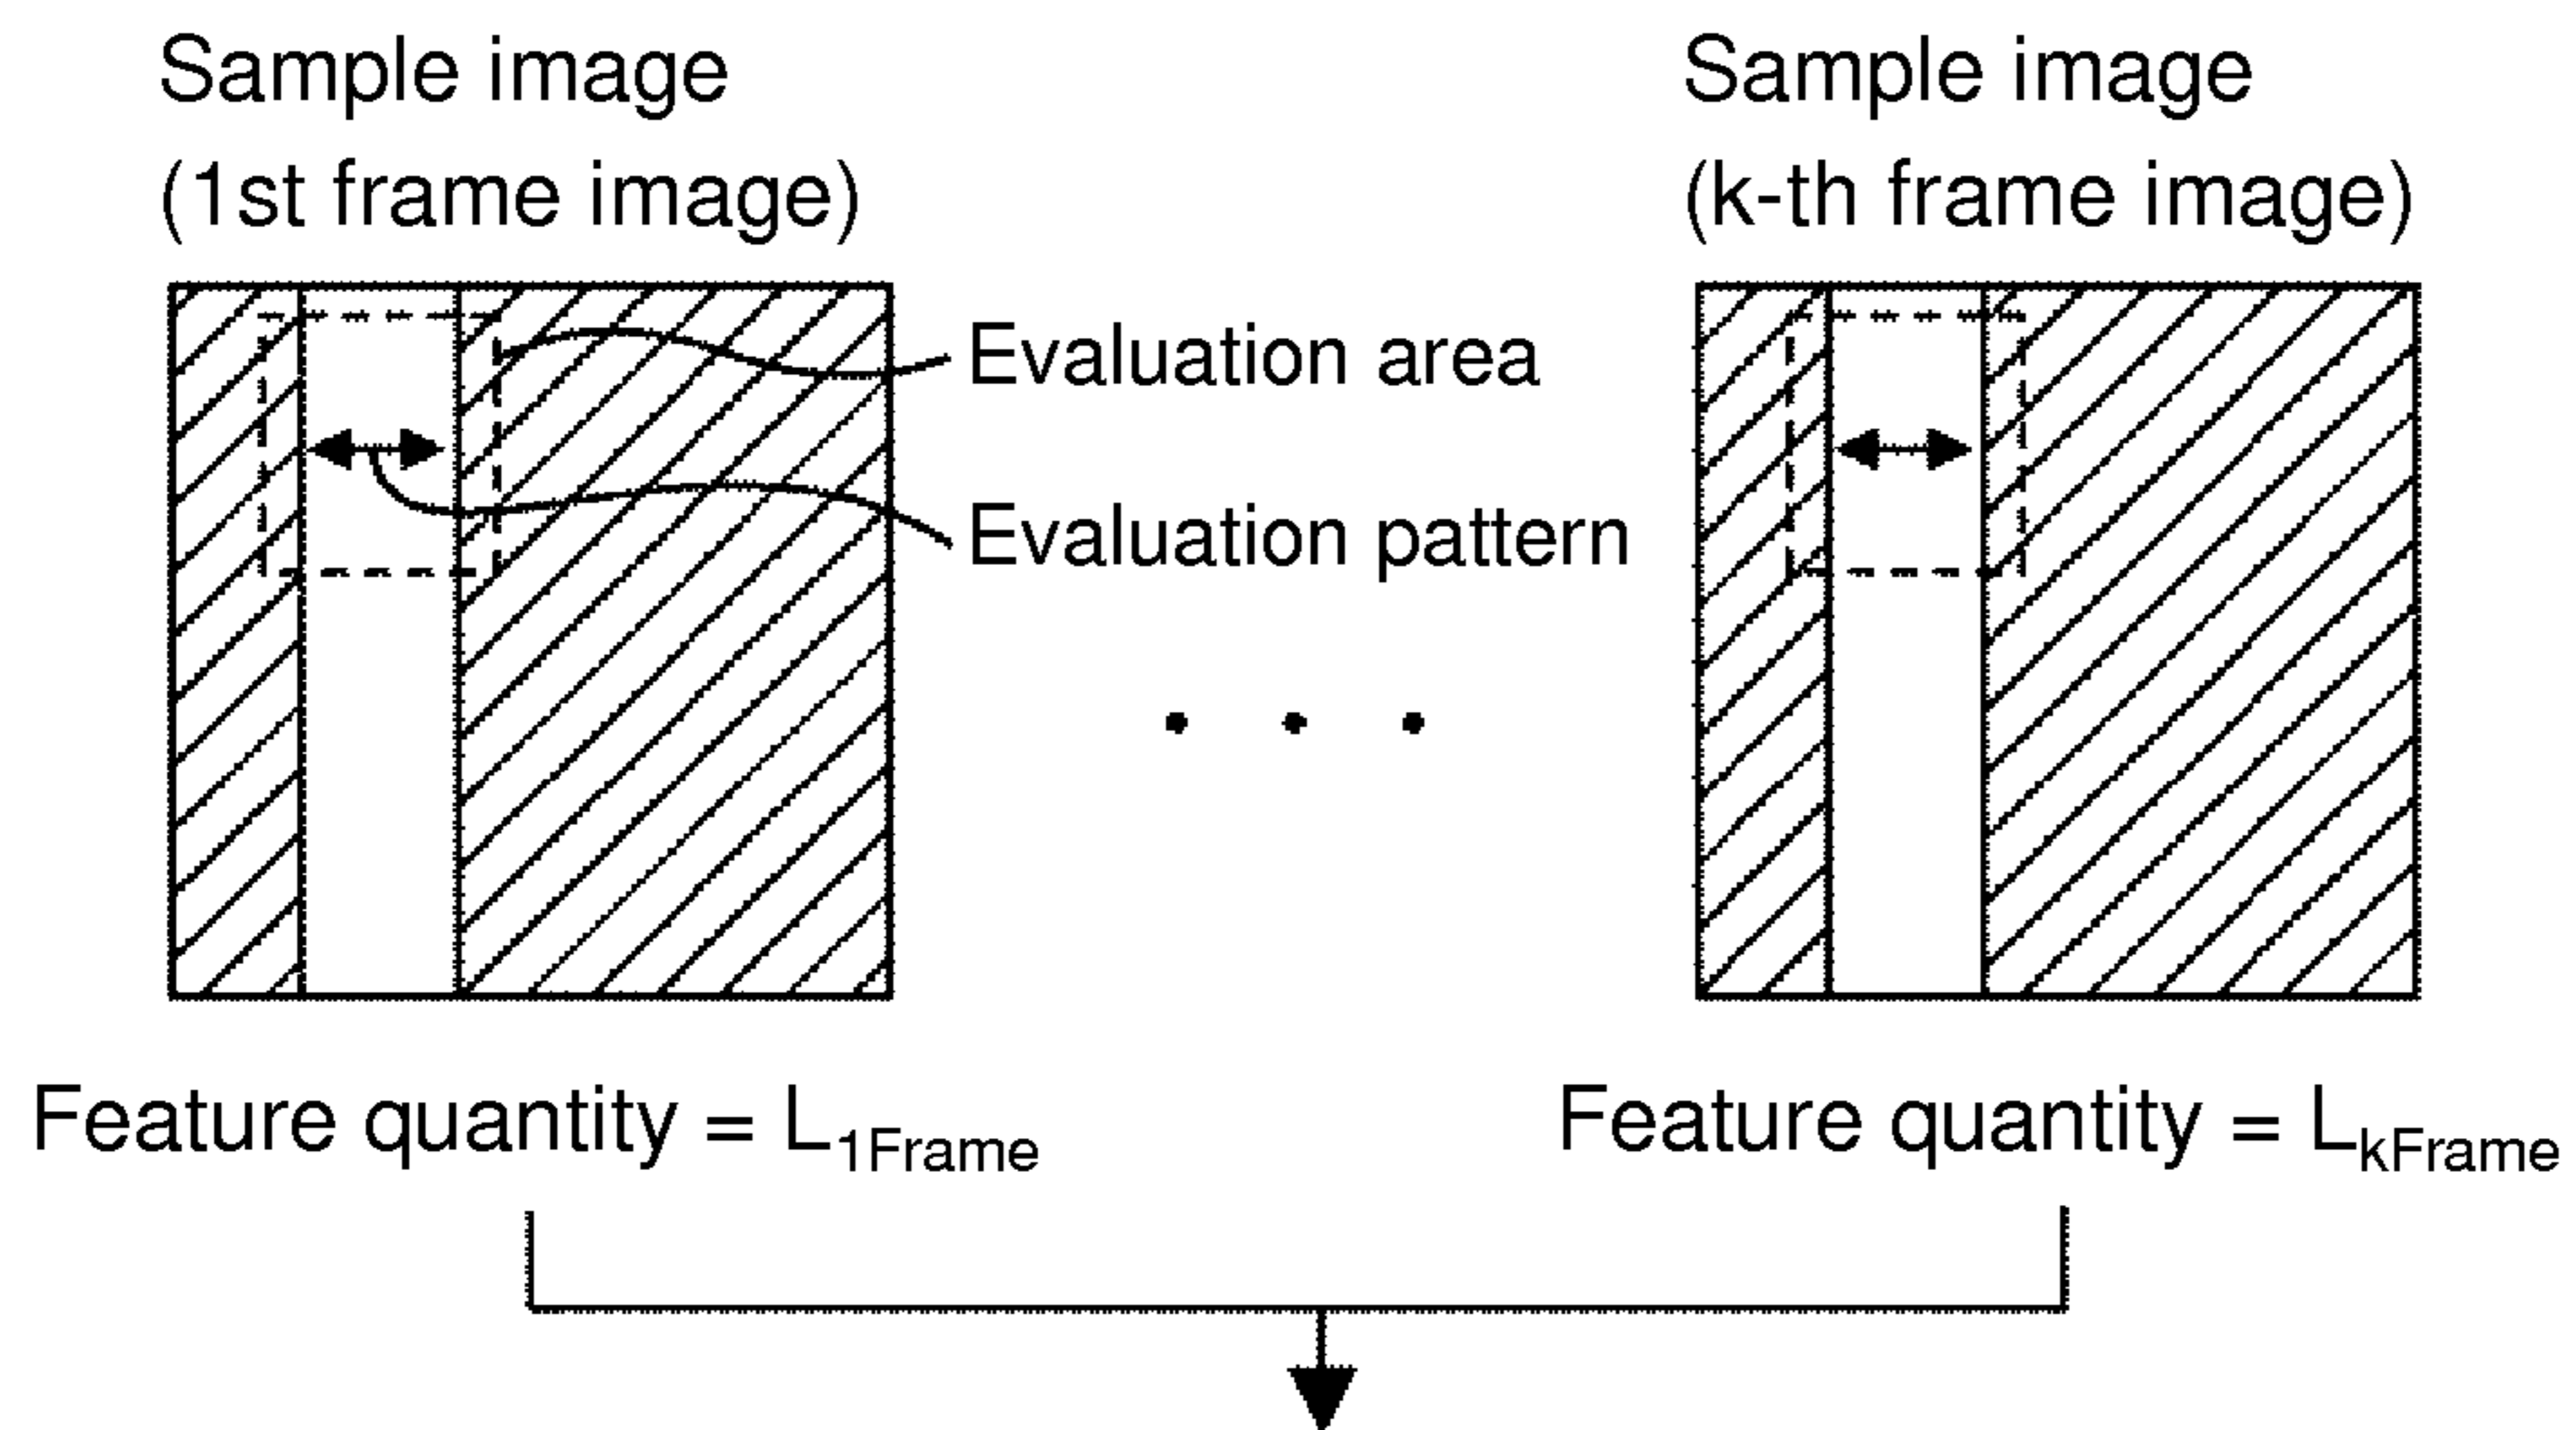 Sample image
(1st frame image)
Sample image
(k-th frame image)
Evaluation area
Evaluation pattern
Feature quantity = L1Frame
Feature quantity = LkFrame